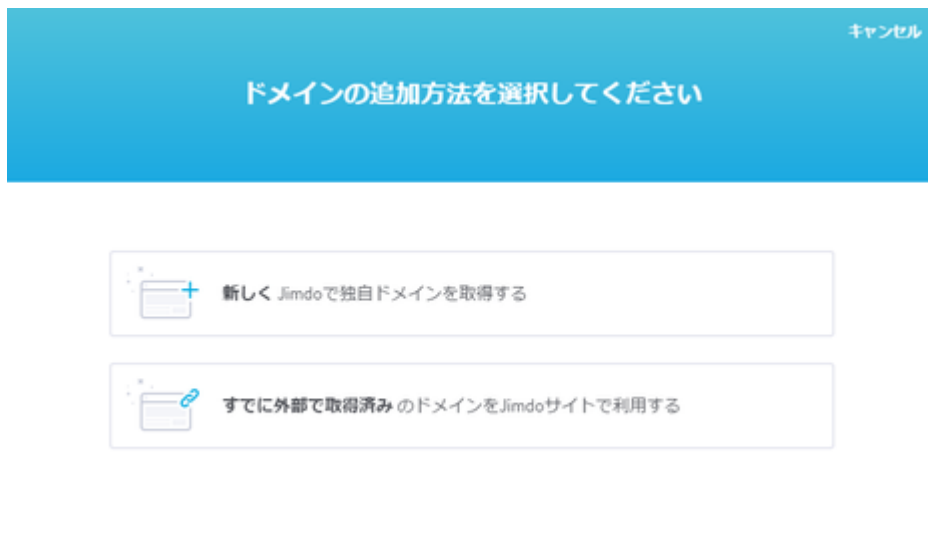 キャンセル
ドメインの追加方法を選択してください
新しく Jimdoで独自ドメインを取得する
すでに外部で取得済み のドメインをJimdoサイトで利用する